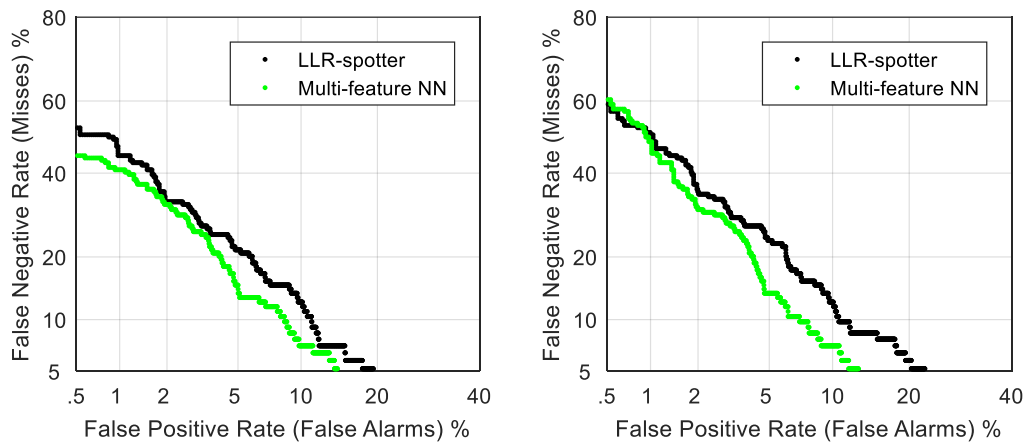 80
60
40
20
10
5
.5 1 2 5 10 20 40
False Negative Rate (Misses) %
False Positive Rate (False Alarms) %
LLR-spotter
Multi-feature NN
80
60
40
20
10
5
.5 1 2 5 10 20 40
False Negative Rate (Misses) %
False Positive Rate (False Alarms) %
LLR-spotter
Multi-feature NN